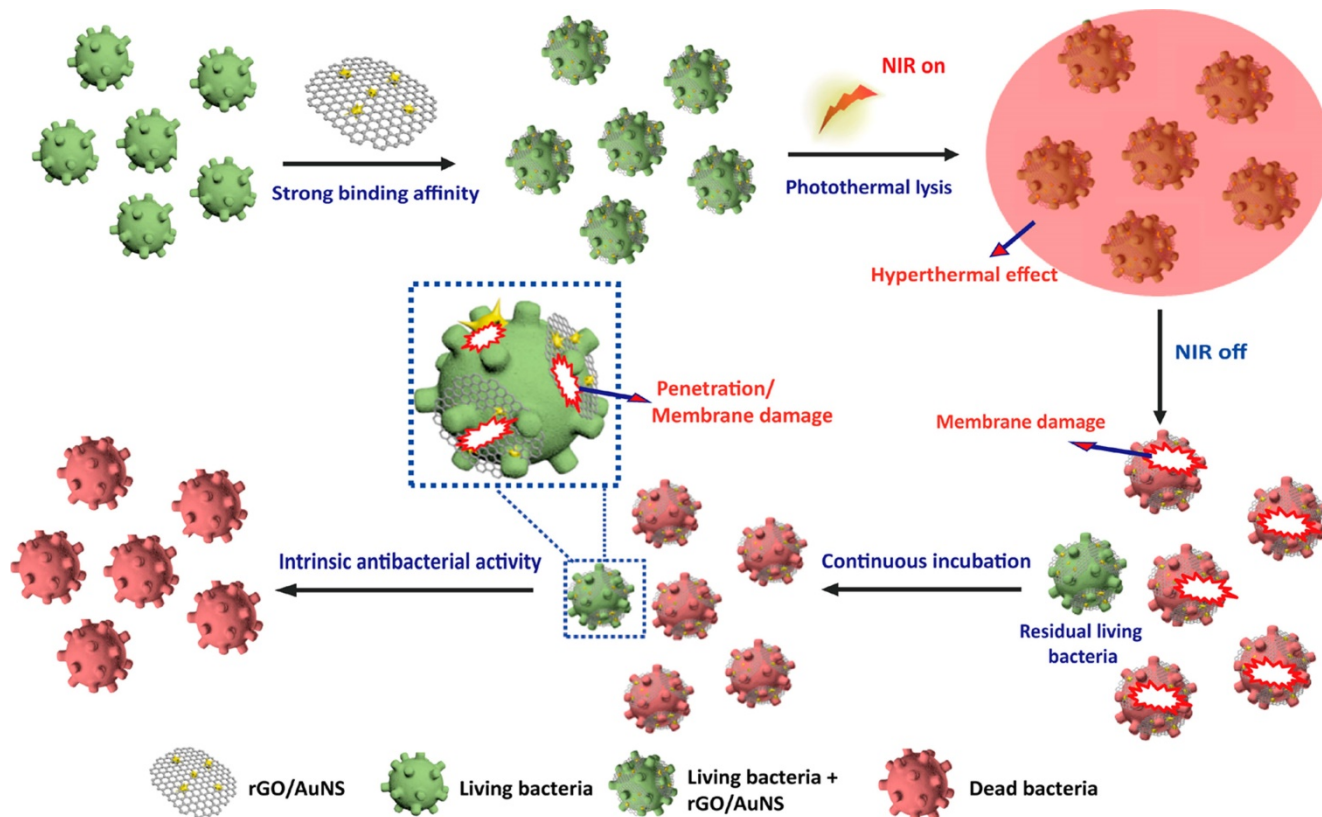 NIR on
Strong binding affinity
Photothermal lysis
Hyperthermal effect
NIR off
Penetration/
Membrane damage
Membrane damage
Intrinsic antibacterial activity
Continuous incubation
Residual living
bacteria
rGO/AuNS
Living bacteria
Living bacteria +
rGO/AuNS
Dead bacteria